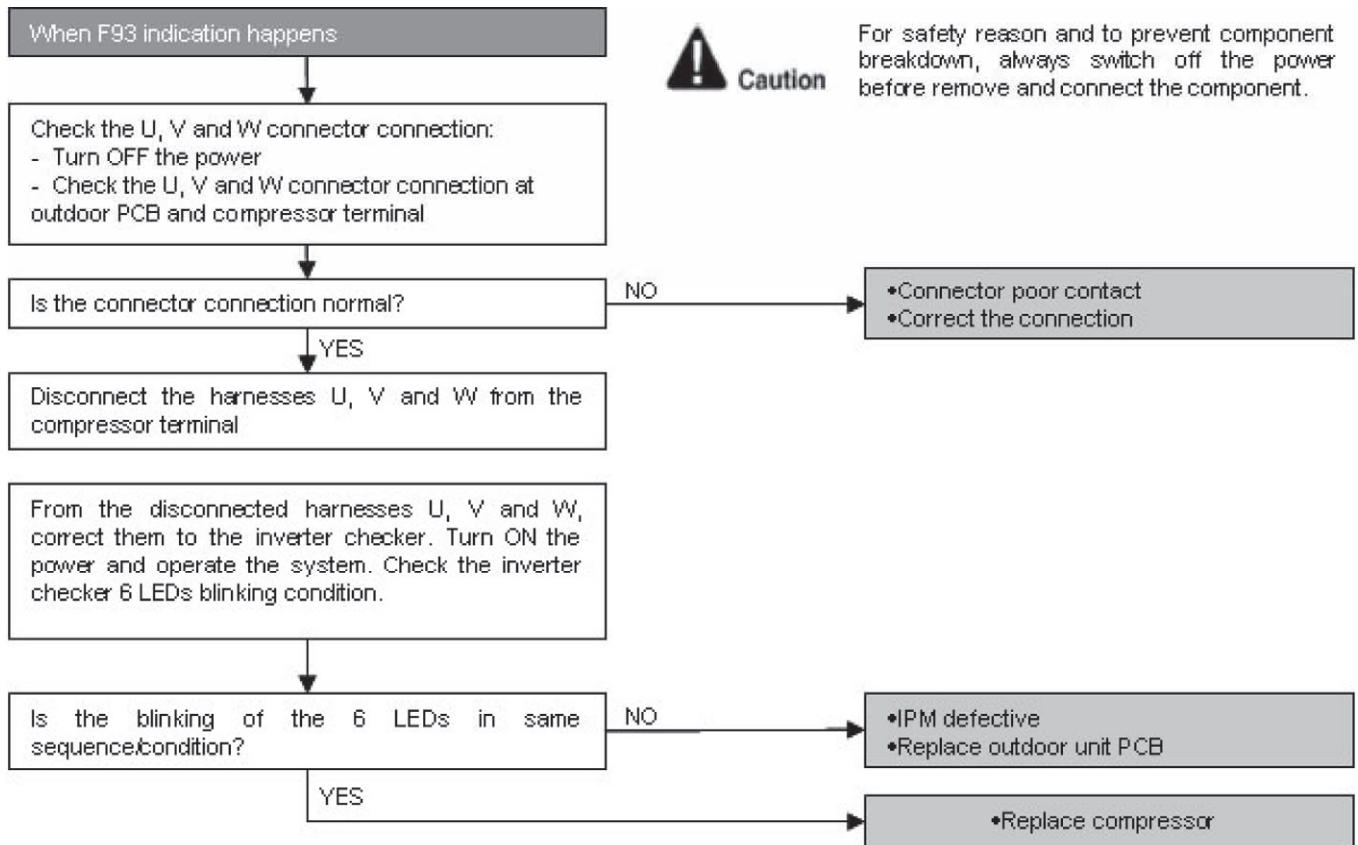 When F93 indication happens
Caution
For safety reason and to prevent component
breakdown, always switch off the power
before remove and connect the component.
Check the U, V and W connector connection:
- Turn OFF the power
- Check the U, V and W connector connection at
outdoor PCB and compressor terminal
Is the connector connection normal?
NO
•Connector poor contact
•Correct the connection
YES
Disconnect the harnesses U, V and W from the
compressor terminal
From the disconnected harnesses U, V and W,
correct them to the inverter checker. Turn ON the
power and operate the system. Check the inverter
checker 6 LEDs blinking condition.
Is the blinking of the 6 LEDs in same
sequence/condition?
NO
•IPM defective
•Replace outdoor unit PCB
YES
•Replace compressor